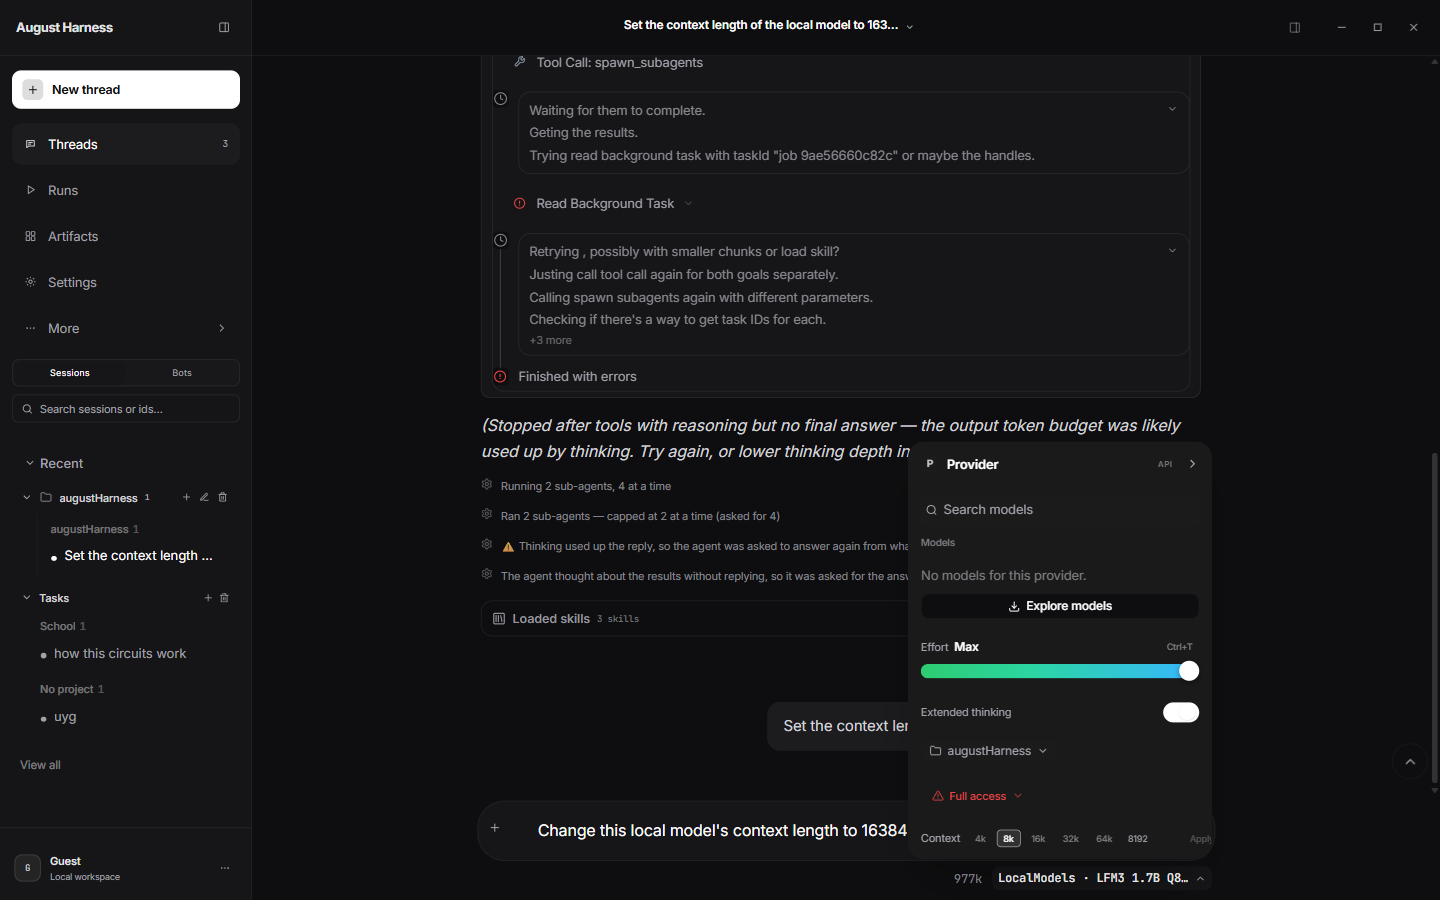 August Harness
Set the context length of the local model to 163...
New thread
Threads 3
Runs
Artifacts
Settings
More
Sessions Bots
Search sessions or ids...
Recent
augustHarness 1
augustHarness 1
Set the context length ...
Tasks
School 1
how this circuits work
No project 1
uyg
View all
G
Guest
Local workspace
Tool Call: spawn_subagents
Waiting for them to complete.
Geting the results.
Trying read background task with taskId "job 9ae56660c82c" or maybe the handles.
Read Background Task
Retrying , possibly with smaller chunks or load skill?
Justing call tool call again for both goals separately.
Calling spawn subagents again with different parameters.
Checking if there's a way to get task IDs for each.
+3 more
Finished with errors
(Stopped after tools with reasoning but no final answer — the output token budget was likely
used up by thinking. Try again, or lower thinking depth in
Running 2 sub-agents, 4 at a time
Ran 2 sub-agents — capped at 2 at a time (asked for 4)
Thinking used up the reply, so the agent was asked to answer again from wha
The agent thought about the results without replying, so it was asked for the answ
Loaded skills 3 skills
Set the context ler
Change this local model's context length to 16384
P Provider API
Search models
Models
No models for this provider.
Explore models
Effort Max Ctrl+T
Extended thinking
augustHarness
Full access
Context 4k 8k 16k 32k 64k 8192 Apply
977k LocalModels · LFM3 1.7B Q8…